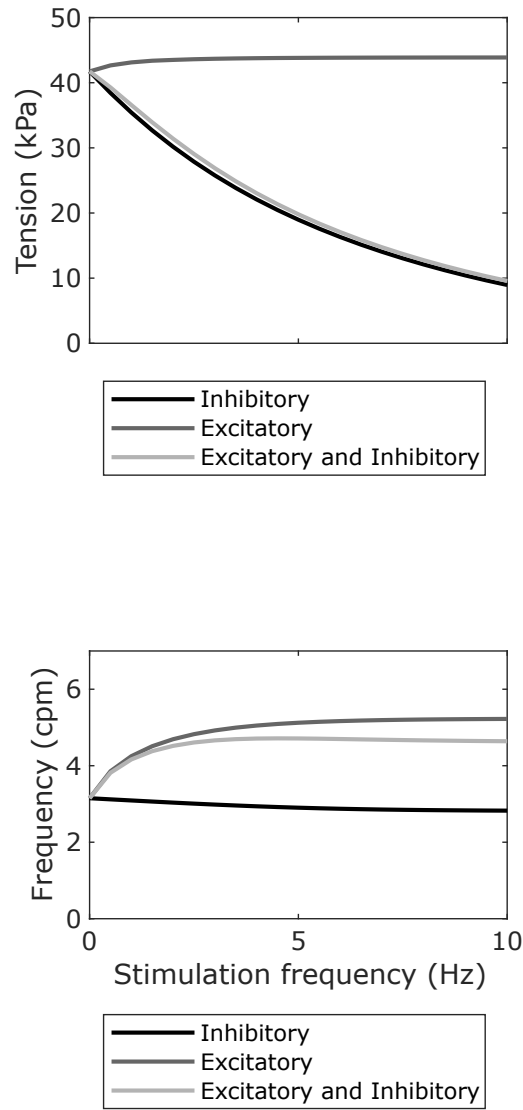 50
40
30
20
10
0
Tension (kPa)
Inhibitory
Excitatory
Excitatory and Inhibitory
6
4
2
0
Frequency (cpm)
0 5 10
Stimulation frequency (Hz)
Inhibitory
Excitatory
Excitatory and Inhibitory